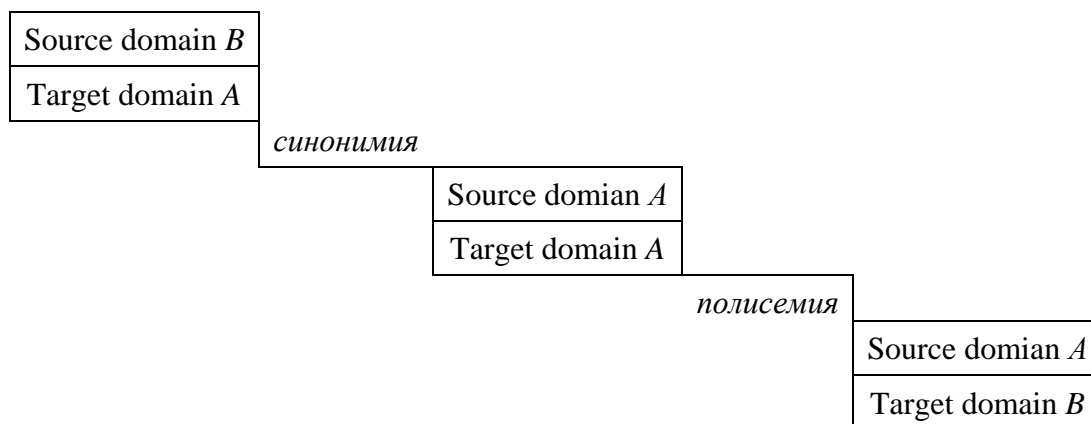 Source domain B
Target domain A
синонимия
Source domian A
Target domain A
полисемия
Source domian A
Target domain B